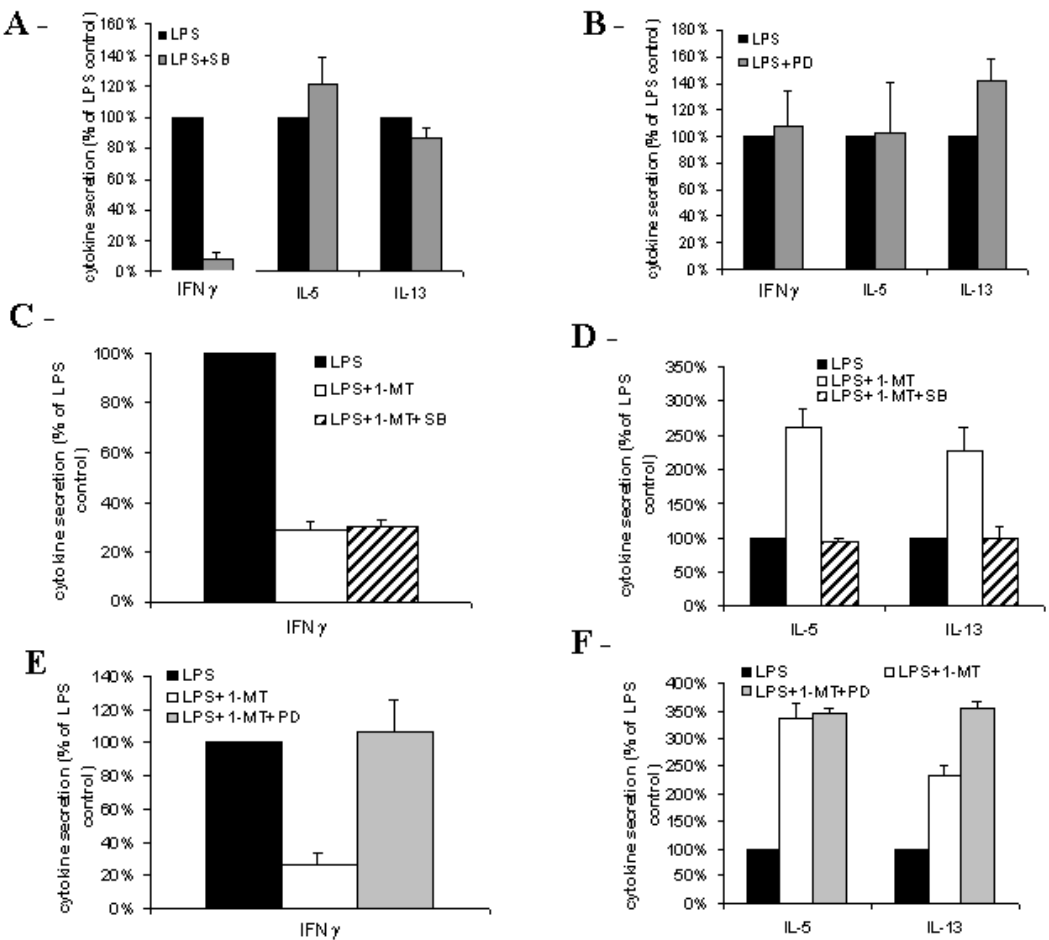 A -
cytokine secretion (% of LPS control)
160%
140%
120%
100%
80%
60%
40%
20%
0%
LPS
LPS+SB
IFN γ
IL-5
IL-13
B -
cytokine secretion (% of LPS control)
180%
160%
140%
120%
100%
80%
60%
40%
20%
0%
LPS
LPS+PD
IFN γ
IL-5
IL-13
C -
cytokine secretion (% of LPS
control)
100%
80%
60%
40%
20%
0%
LPS
LPS+1-MT
LPS+1-MT+SB
IFN γ
D -
cytokine secretion (% of LPS
control)
350%
300%
250%
200%
150%
100%
50%
0%
LPS
LPS+1-MT
LPS+1-MT+SB
IL-5
IL-13
E
cytokine secretion (% of LPS
control)
140%
120%
100%
80%
60%
40%
20%
0%
LPS
LPS+1-MT
LPS+1-MT+PD
IFN γ
F -
cytokine secretion (% of LPS
control)
400%
350%
300%
250%
200%
150%
100%
50%
0%
LPS
LPS+1-MT
LPS+1-MT+PD
IL-5
IL-13